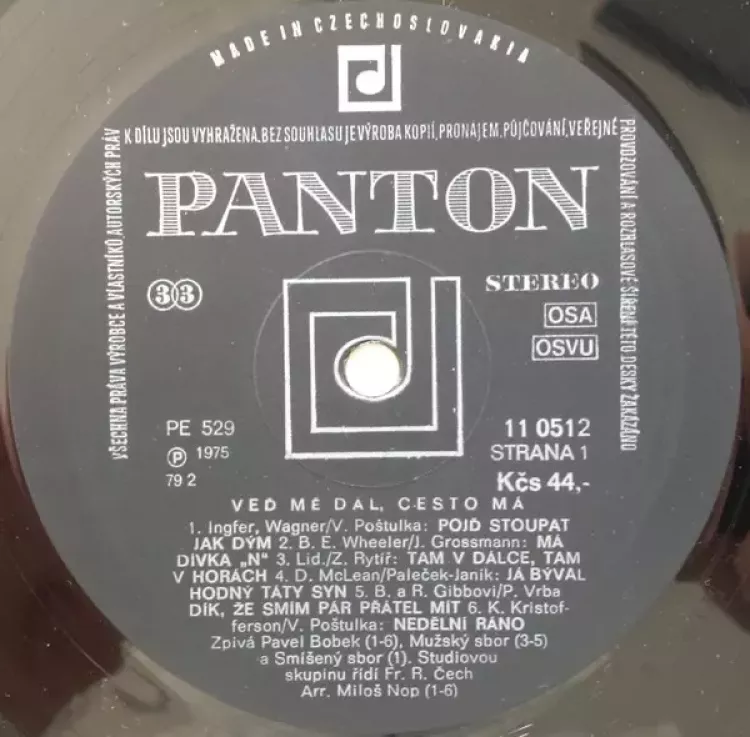 MADE IN CZECHOSLOVAKIA
VŠECHNA PRÁVA VÝROBCE A VLASTNÍKŮ AUTORSKÝCH PRÁV
K DÍLU JSOU VYHRAŽENA. BEZ SOUHLASU JE VÝROBA KOPIÍ, PRONAJEM, PŮJČOVÁNÍ, VEŘEJNÉ
PROVOZOVÁNÍ A ROZHLASOVÉ ŠÍŘENÍ TÉTO DESKY ZAKÁZÁNO
PANTON
33
STEREO
OSA
OSVU
PE 529
℗ 1975
79 2
11 0512
STRANA 1
Kčs 44,-
VEĎ MĚ DÁL, CESTO MÁ
1. Ingfer, Wagner/V. Poštulka: POJĎ STOUPAT
JAK DÝM 2. B. E. Wheeler/J. Grossmann: MÁ
DÍVKA „N" 3. Lid./Z. Rytíř: TAM V DÁLCE, TAM
V HORÁCH 4. D. McLean/Paleček-Janík: JÁ BÝVAL
HODNÝ TÁTY SYN 5. B. a R. Gibbovi/P. Vrba
DÍK, ŽE SMÍM PÁR PŘÁTEL MÍT 6. K. Kristof-
ferson/V. Poštulka: NEDĚLNÍ RÁNO
Zpívá Pavel Bobek (1-6), Mužský sbor (3-5)
a Smíšený sbor (1). Studiovou
skupinu řídí Fr. R. Čech
Arr. Miloš Nop (1-6)